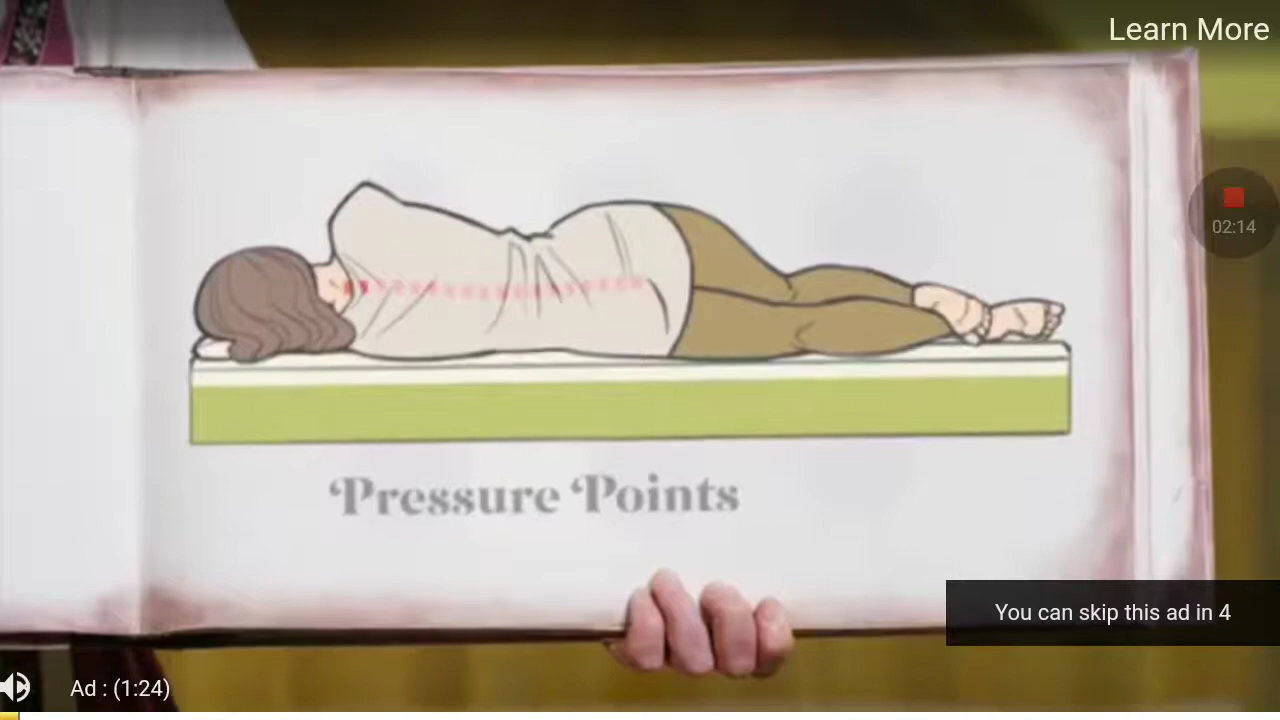 Learn More
02:14
Pressure Points
You can skip this ad in 4
Ad : (1:24)